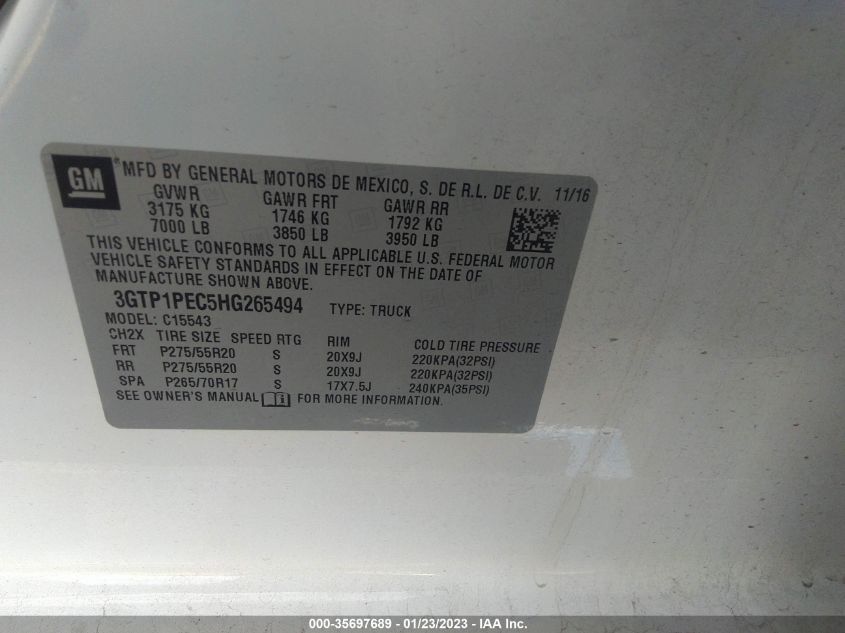 GM
MFD BY GENERAL MOTORS DE MEXICO, S. DE R.L. DE C.V. 11/16
GVWR GAWR FRT GAWR RR
3175 KG 1746 KG 1792 KG
7000 LB 3850 LB 3950 LB
THIS VEHICLE CONFORMS TO ALL APPLICABLE U.S. FEDERAL MOTOR
VEHICLE SAFETY STANDARDS IN EFFECT ON THE DATE OF
MANUFACTURE SHOWN ABOVE.
3GTP1PEC5HG265494 TYPE: TRUCK
MODEL: C15543
CH2X TIRE SIZE SPEED RTG RIM COLD TIRE PRESSURE
FRT P275/55R20 S 20X9J 220KPA(32PSI)
RR P275/55R20 S 20X9J 220KPA(32PSI)
SPA P265/70R17 S 17X7.5J 240KPA(35PSI)
SEE OWNER'S MANUAL FOR MORE INFORMATION.
000-35697689 - 01/23/2023 - IAA Inc.